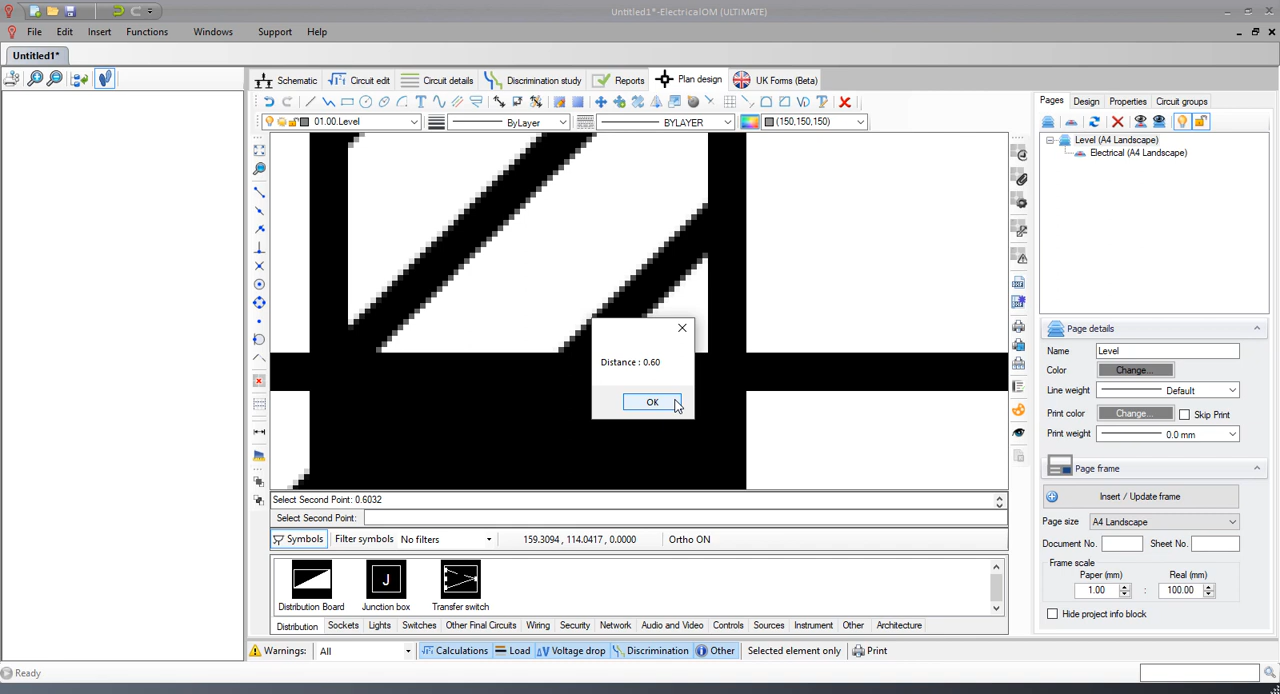 Untitled1*-ElectricalOM (ULTIMATE)
File Edit Insert Functions Windows Support Help
Untitled1*
Schematic Circuit edit Circuit details Discrimination study Reports Plan design UK Forms (Beta)
01.00.Level ByLayer BYLAYER (150,150,150)
Pages Design Properties Circuit groups
Level (A4 Landscape)
Electrical (A4 Landscape)
Distance : 0.60
OK
Page details
Name Level
Color Change...
Line weight Default
Print color Change... Skip Print
Print weight 0.0 mm
Page frame
Insert / Update frame
Page size A4 Landscape
Document No. Sheet No.
Frame scale
Paper (mm) Real (mm)
1.00 : 100.00
Hide project info block
Select Second Point: 0.6032
Select Second Point:
Symbols Filter symbols No filters 159.3094 , 114.0417 , 0.0000 Ortho ON
J
Distribution Board Junction box Transfer switch
Distribution Sockets Lights Switches Other Final Circuits Wiring Security Network Audio and Video Controls Sources Instrument Other Architecture
Warnings: All Calculations Load Voltage drop Discrimination Other Selected element only Print
Ready